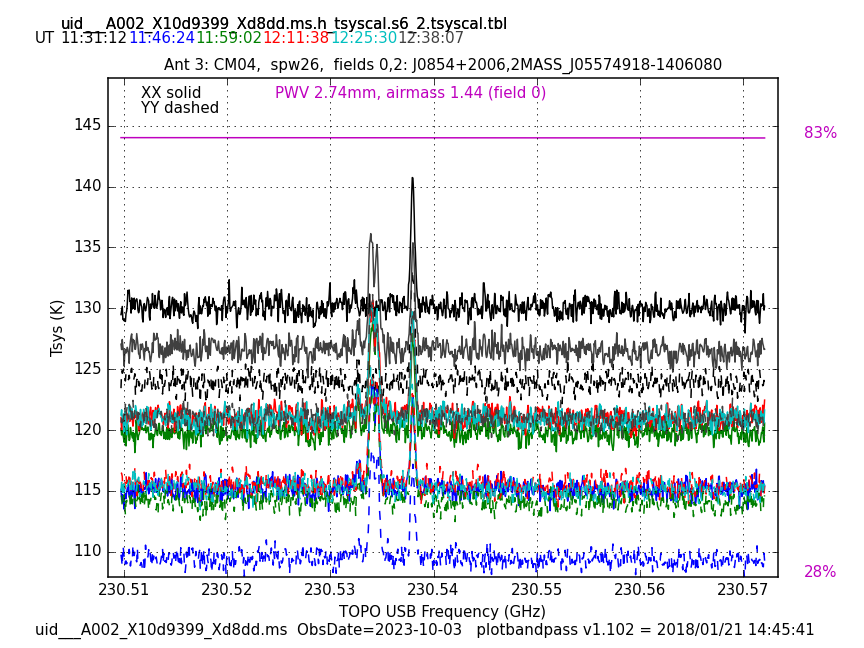 uid___A002_X10d9399_Xd8dd.ms.h_tsyscal.s6_2.tsyscal.tbl
UT 11:31:12 11:46:24 11:59:02 12:11:38 12:25:30 12:38:07
Ant 3: CM04,  spw26,  fields 0,2: J0854+2006,2MASS_J05574918-1406080
XX solid
PWV 2.74mm, airmass 1.44 (field 0)
YY dashed
83%
145
140
135
130
125
120
115
110
Tsys (K)
28%
230.51 230.52 230.53 230.54 230.55 230.56 230.57
TOPO USB Frequency (GHz)
uid___A002_X10d9399_Xd8dd.ms  ObsDate=2023-10-03   plotbandpass v1.102 = 2018/01/21 14:45:41